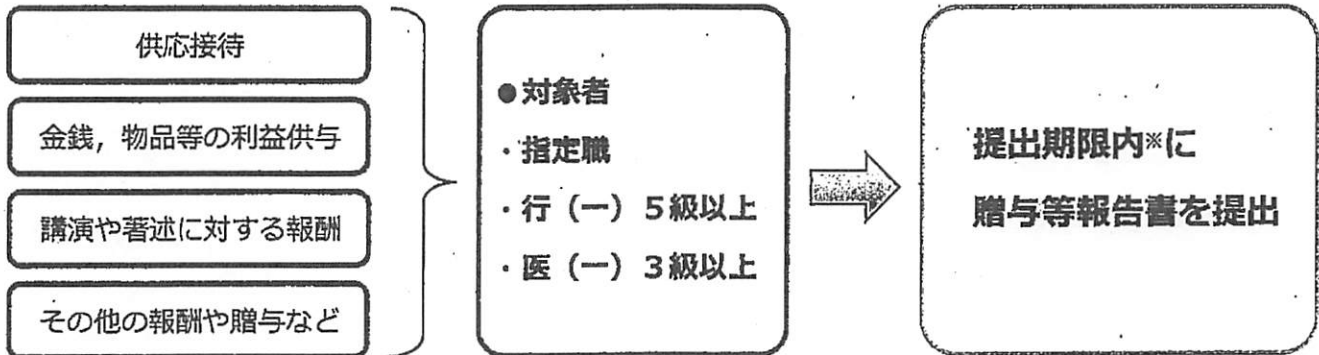 供応接待
金銭，物品等の利益供与
講演や著述に対する報酬
その他の報酬や贈与など
●対象者
・指定職
・行（一）５級以上
・医（一）３級以上
提出期限内※に
贈与等報告書を提出